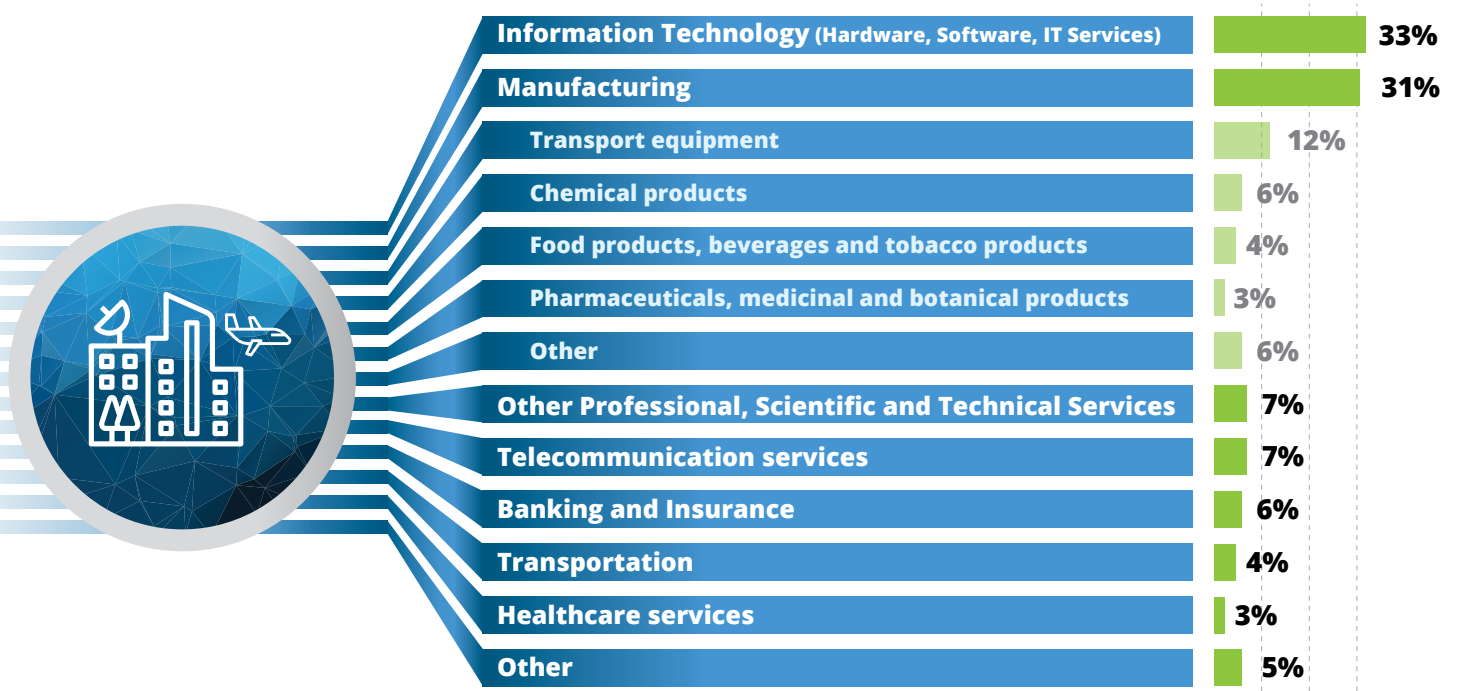 Information Technology (Hardware, Software, IT Services) 33%
Manufacturing 31%
Transport equipment 12%
Chemical products 6%
Food products, beverages and tobacco products 4%
Pharmaceuticals, medicinal and botanical products 3%
Other 6%
Other Professional, Scientific and Technical Services 7%
Telecommunication services 7%
Banking and Insurance 6%
Transportation 4%
Healthcare services 3%
Other 5%